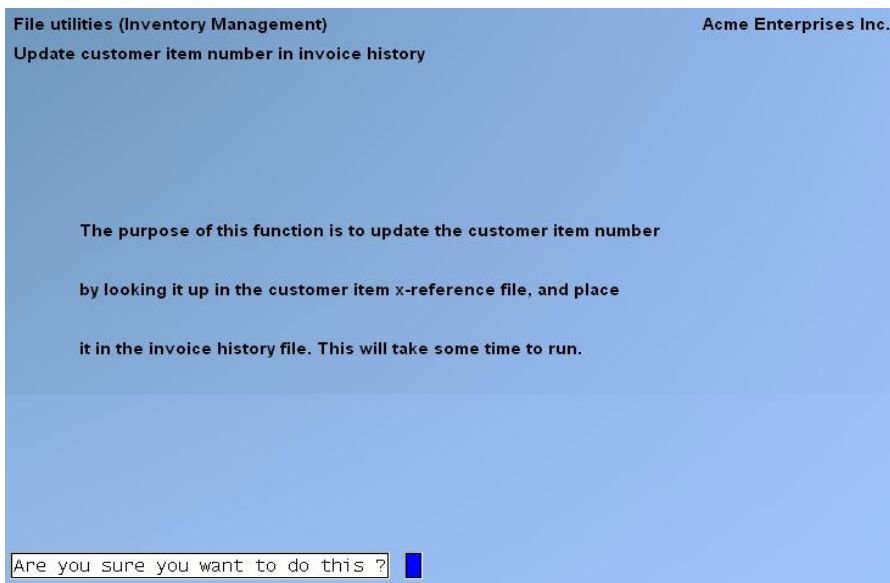 File utilities (Inventory Management) Acme Enterprises Inc.
Update customer item number in invoice history
The purpose of this function is to update the customer item number
by looking it up in the customer item x-reference file, and place
it in the invoice history file. This will take some time to run.
Are you sure you want to do this ?